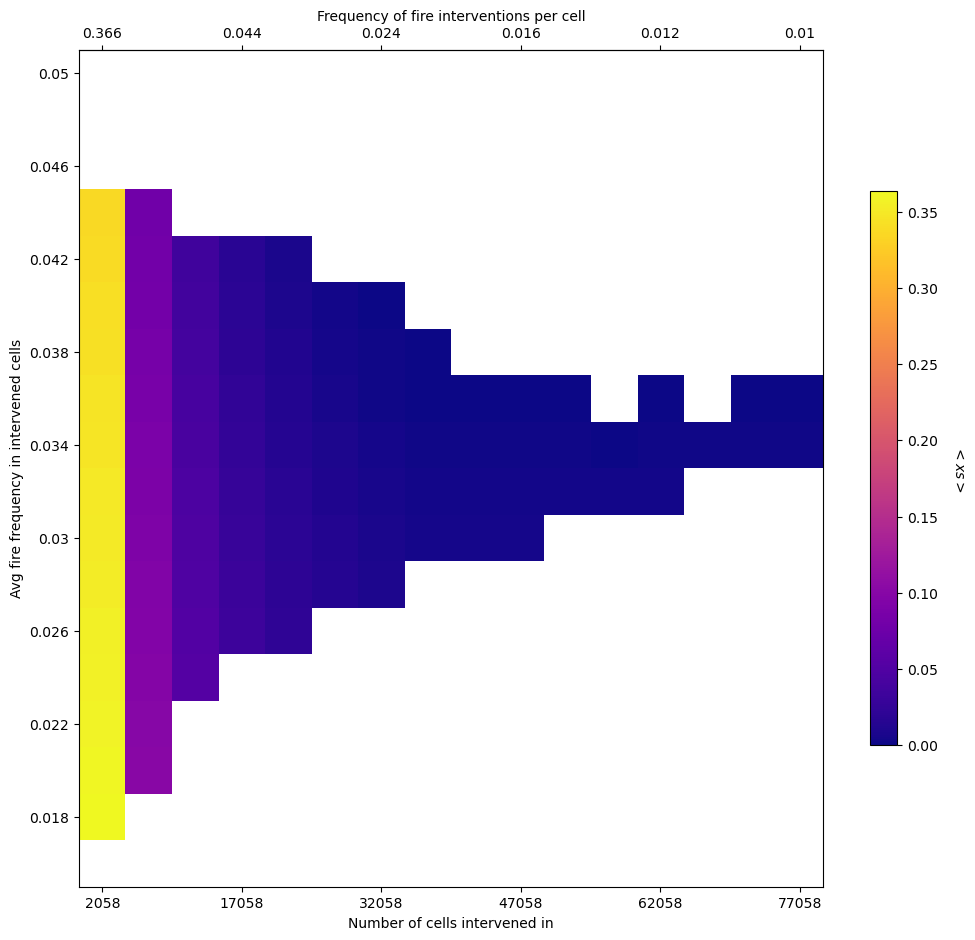 Frequency of fire interventions per cell
0.366 0.044 0.024 0.016 0.012 0.01
Avg fire frequency in intervened cells
0.05
0.046
0.042
0.038
0.034
0.03
0.026
0.022
0.018
2058 17058 32058 47058 62058 77058
Number of cells intervened in
0.35
0.30
0.25
0.20
0.15
0.10
0.05
0.00
< sx >